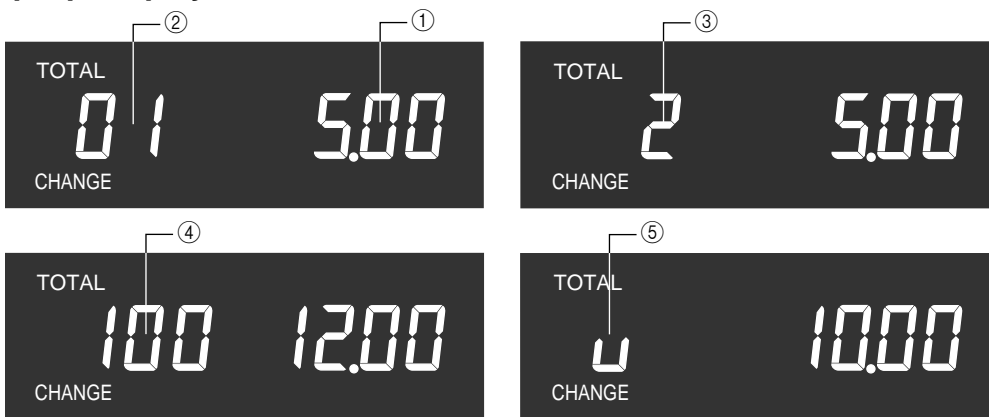 ② ①
TOTAL
01 5.00
CHANGE
③
TOTAL
2 5.00
CHANGE
④
TOTAL
100 12.00
CHANGE
⑤
TOTAL
u 10.00
CHANGE